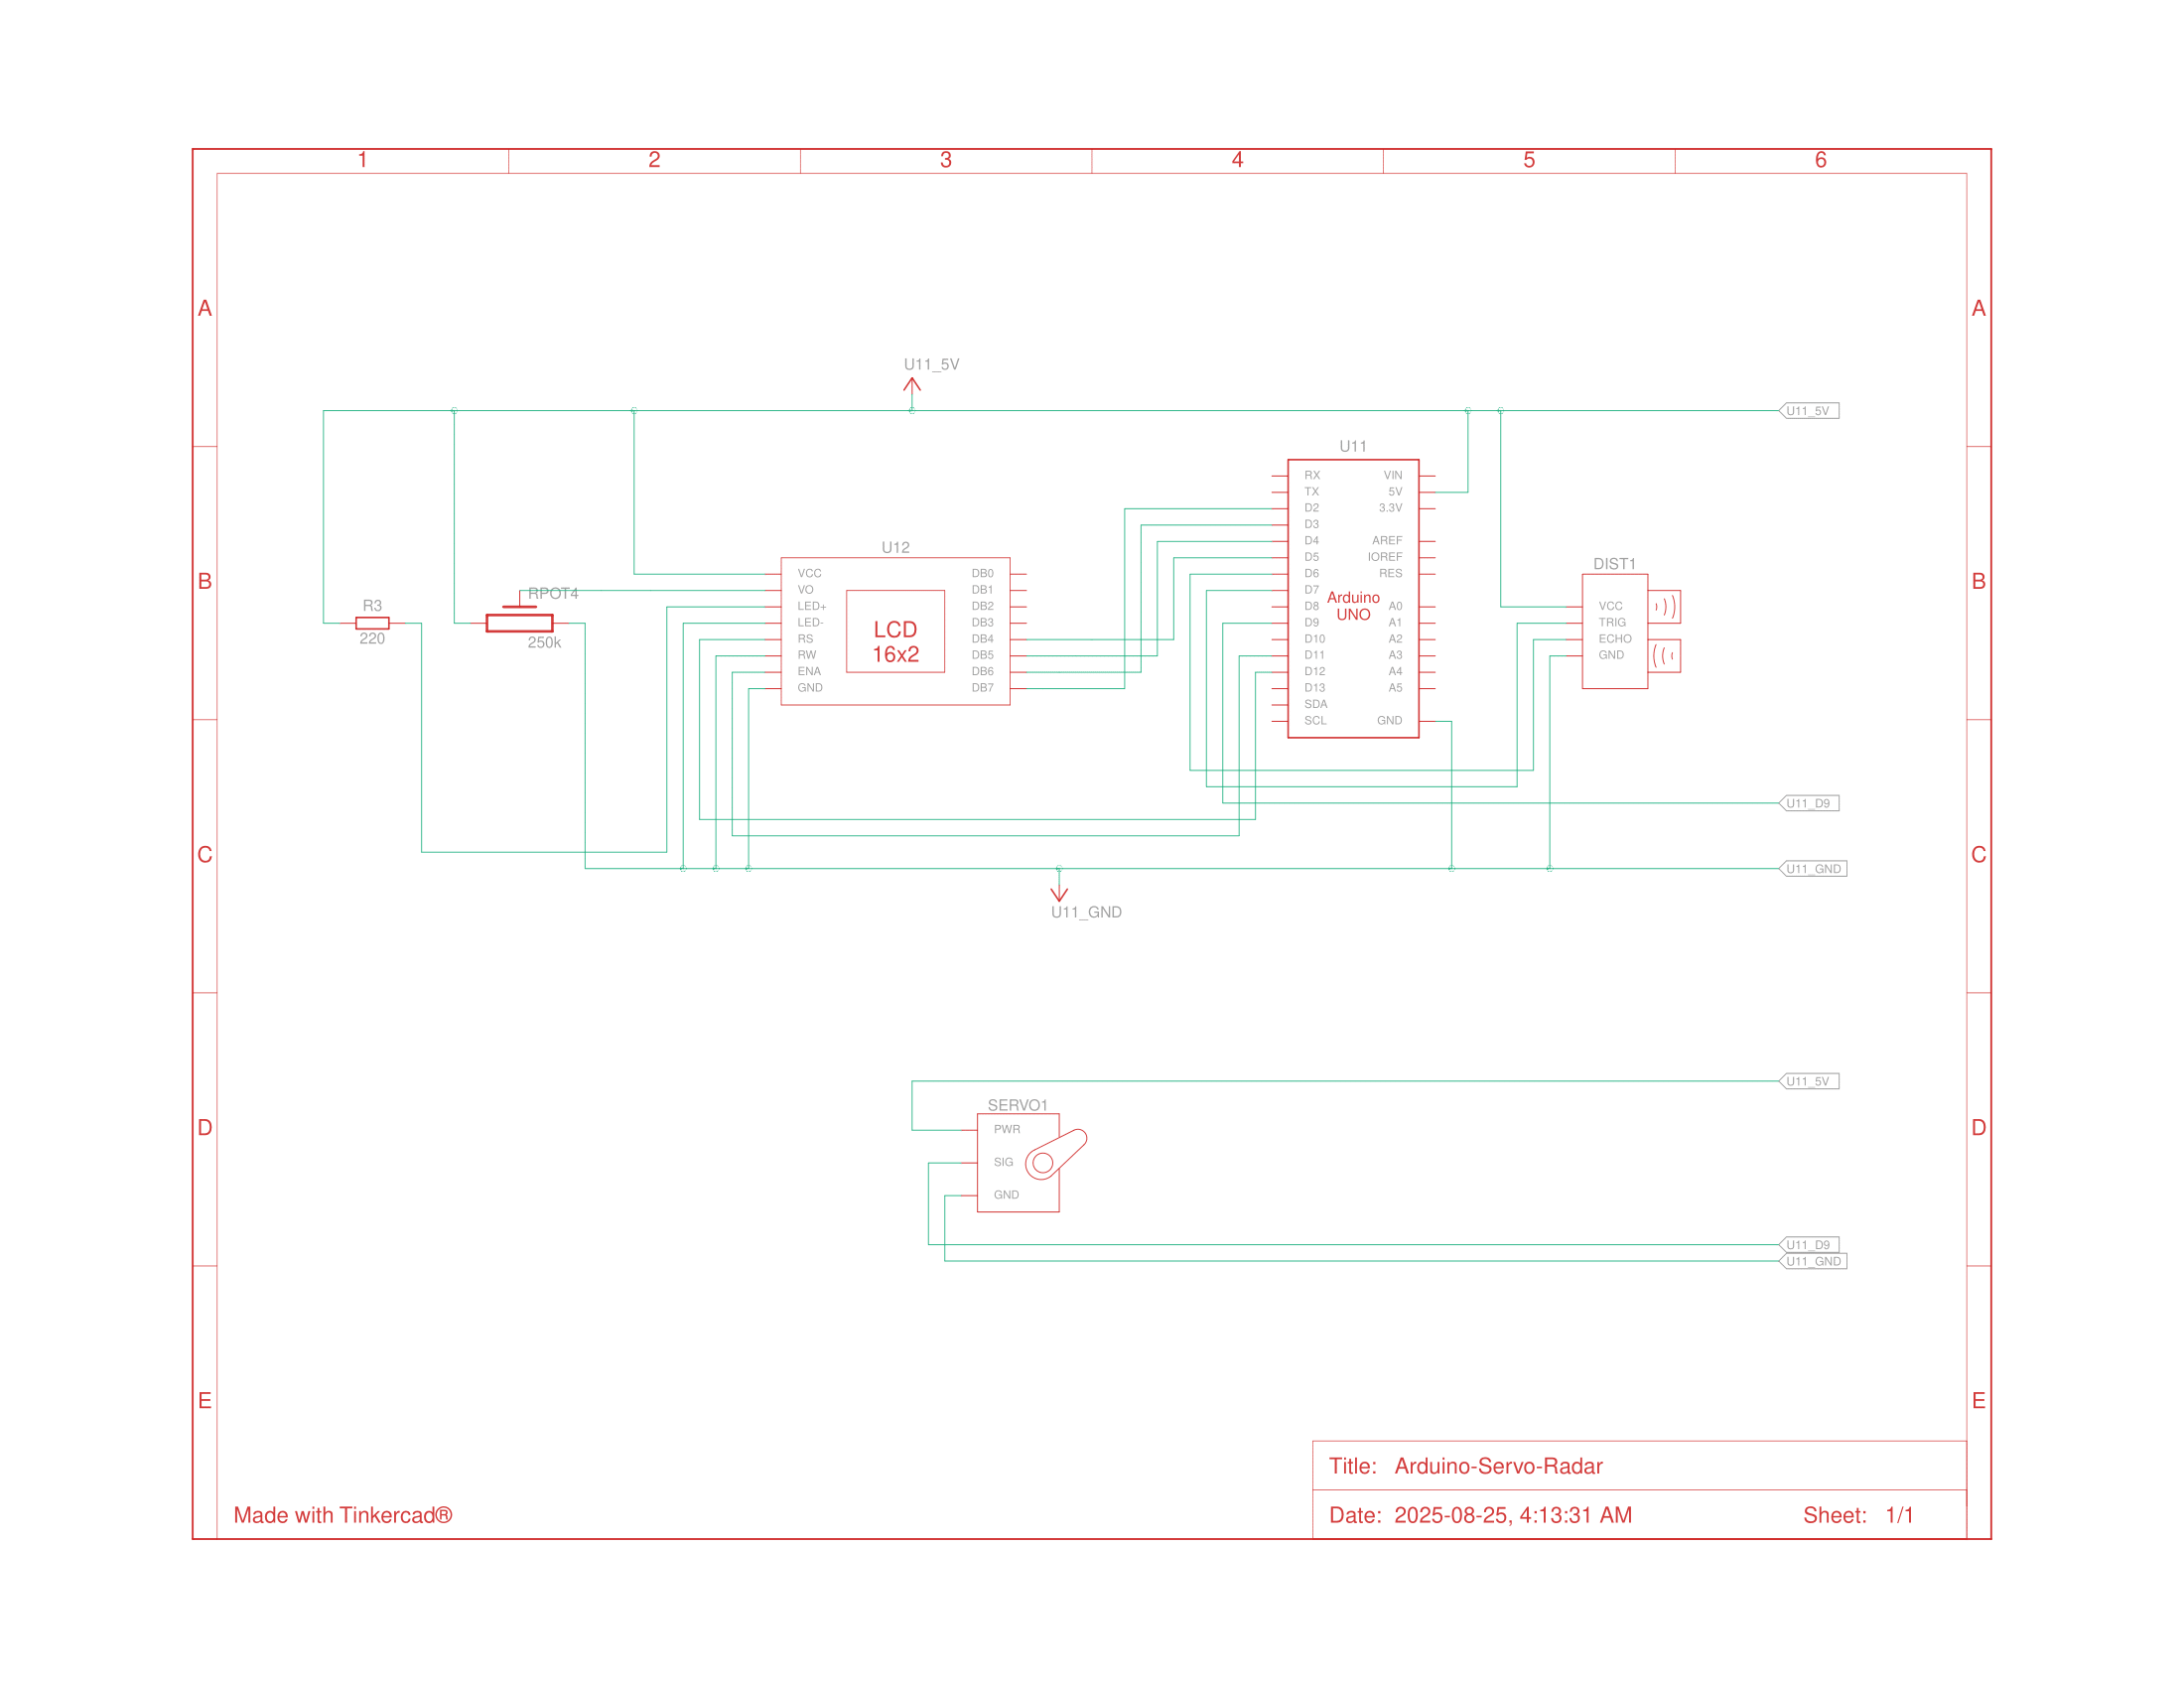 1 2 3 4 5 6
A A
U11_5V
U11_5V
B B
R3
220
RPOT4
250k
U12
VCC DB0
VO DB1
LED+ DB2
LED- DB3
RS DB4
RW DB5
ENA DB6
GND DB7
LCD
16x2
U11
RX VIN
TX 5V
D2 3.3V
D3
D4 AREF
D5 IOREF
D6 RES
D7
D8 A0
D9 A1
D10 A2
D11 A3
D12 A4
D13 A5
SDA
SCL GND
Arduino
UNO
DIST1
VCC
TRIG
ECHO
GND
U11_D9
C C
U11_GND
U11_GND
U11_5V
D D
SERVO1
PWR
SIG
GND
U11_D9
U11_GND
E E
Title: Arduino-Servo-Radar
Made with Tinkercad®
Date: 2025-08-25, 4:13:31 AM Sheet: 1/1